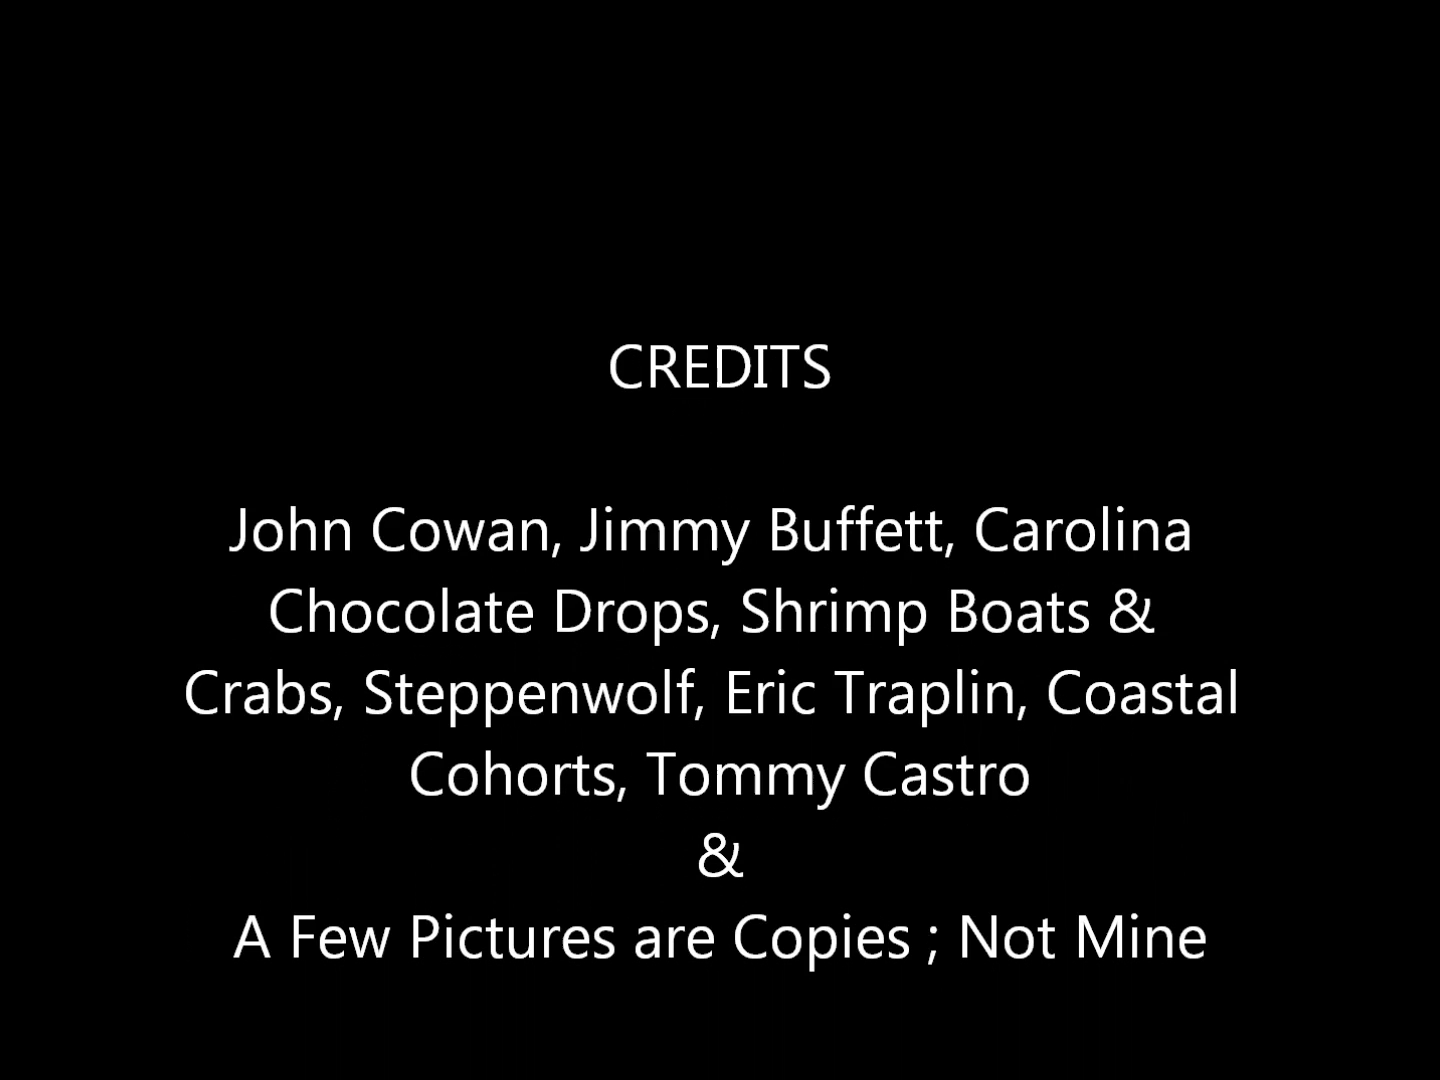 CREDITS
John Cowan, Jimmy Buffett, Carolina
Chocolate Drops, Shrimp Boats &
Crabs, Steppenwolf, Eric Traplin, Coastal
Cohorts, Tommy Castro
&
A Few Pictures are Copies ; Not Mine